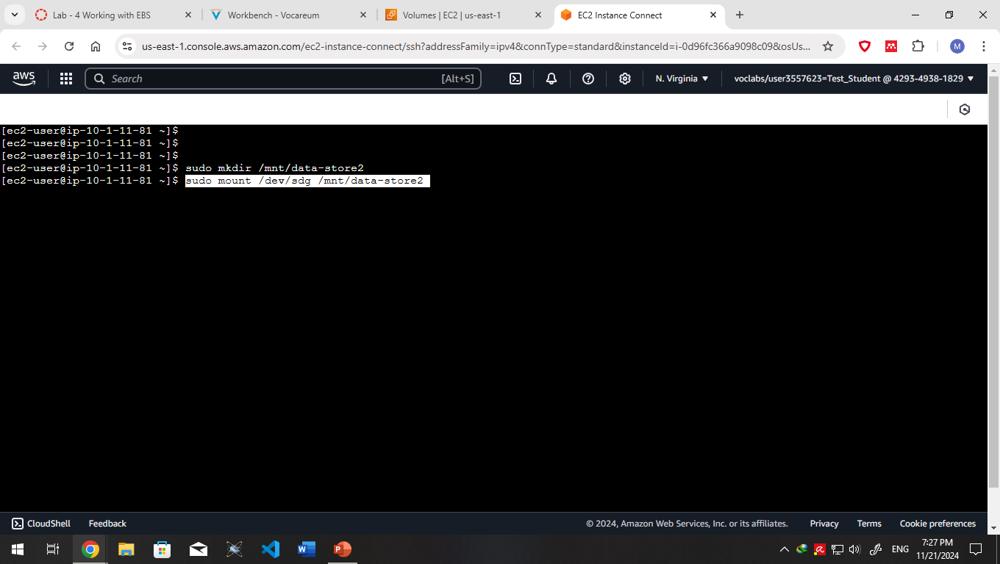 Lab - 4 Working with EBS
Workbench - Vocareum
Volumes | EC2 | us-east-1
EC2 Instance Connect
us-east-1.console.aws.amazon.com/ec2-instance-connect/ssh?addressFamily=ipv4&connType=standard&instanceId=i-0d96fc366a9098c09&osUs...
M
aws
Search
[Alt+S]
N. Virginia
voclabs/user3557623=Test_Student @ 4293-4938-1829
[ec2-user@ip-10-1-11-81 ~]$
[ec2-user@ip-10-1-11-81 ~]$
[ec2-user@ip-10-1-11-81 ~]$
[ec2-user@ip-10-1-11-81 ~]$ sudo mkdir /mnt/data-store2
[ec2-user@ip-10-1-11-81 ~]$ sudo mount /dev/sdg /mnt/data-store2
CloudShell
Feedback
© 2024, Amazon Web Services, Inc. or its affiliates.
Privacy
Terms
Cookie preferences
ENG
7:27 PM
11/21/2024